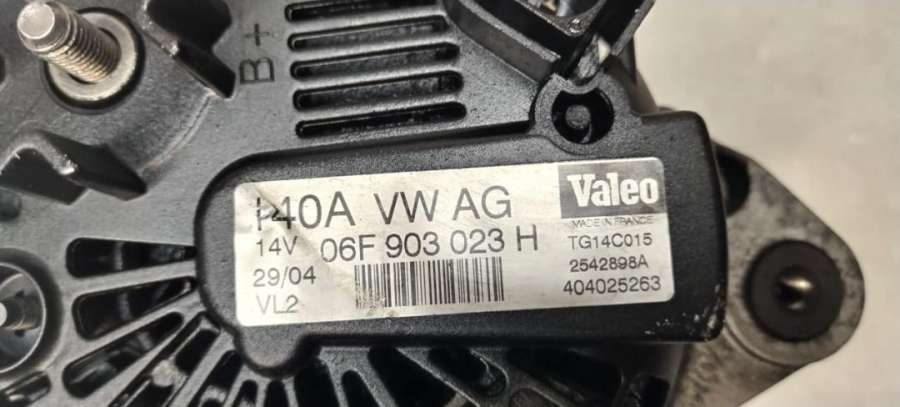 B+
140A VW AG
14V 06F 903 023 H
29/04
VL2
Valeo
MADE IN FRANCE
TG14C015
2542898A
404025263